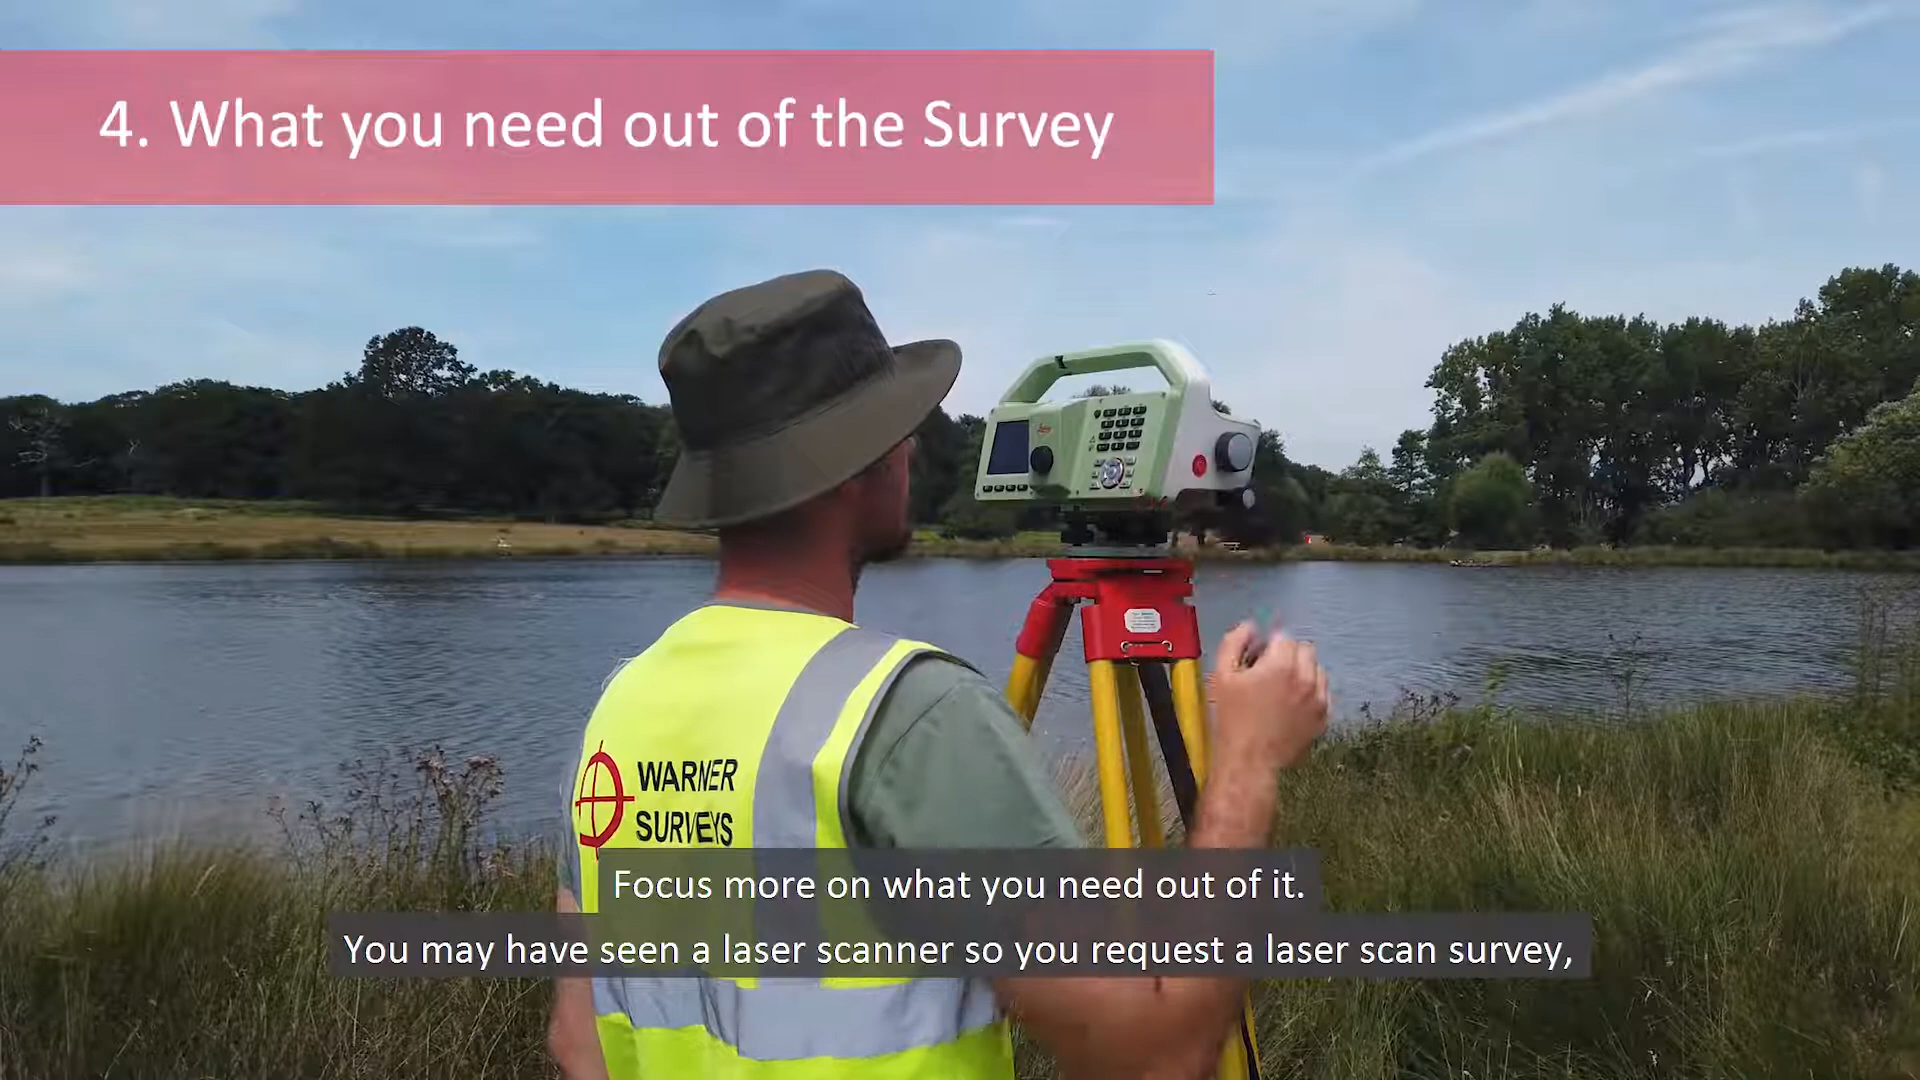 4. What you need out of the Survey
WARNER
SURVEYS
Focus more on what you need out of it.
You may have seen a laser scanner so you request a laser scan survey,